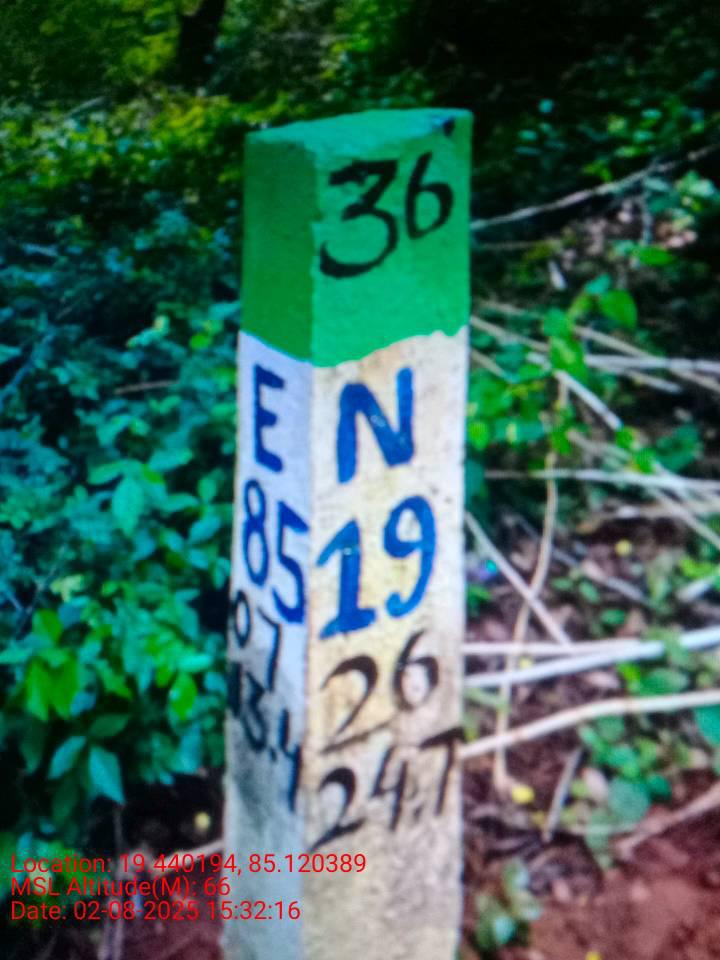 36
E
85
07
13.4
N
19
26
24.7
Location: 19.440194, 85.120389
MSL Altitude(M): 66
Date: 02-08-2025 15:32:16